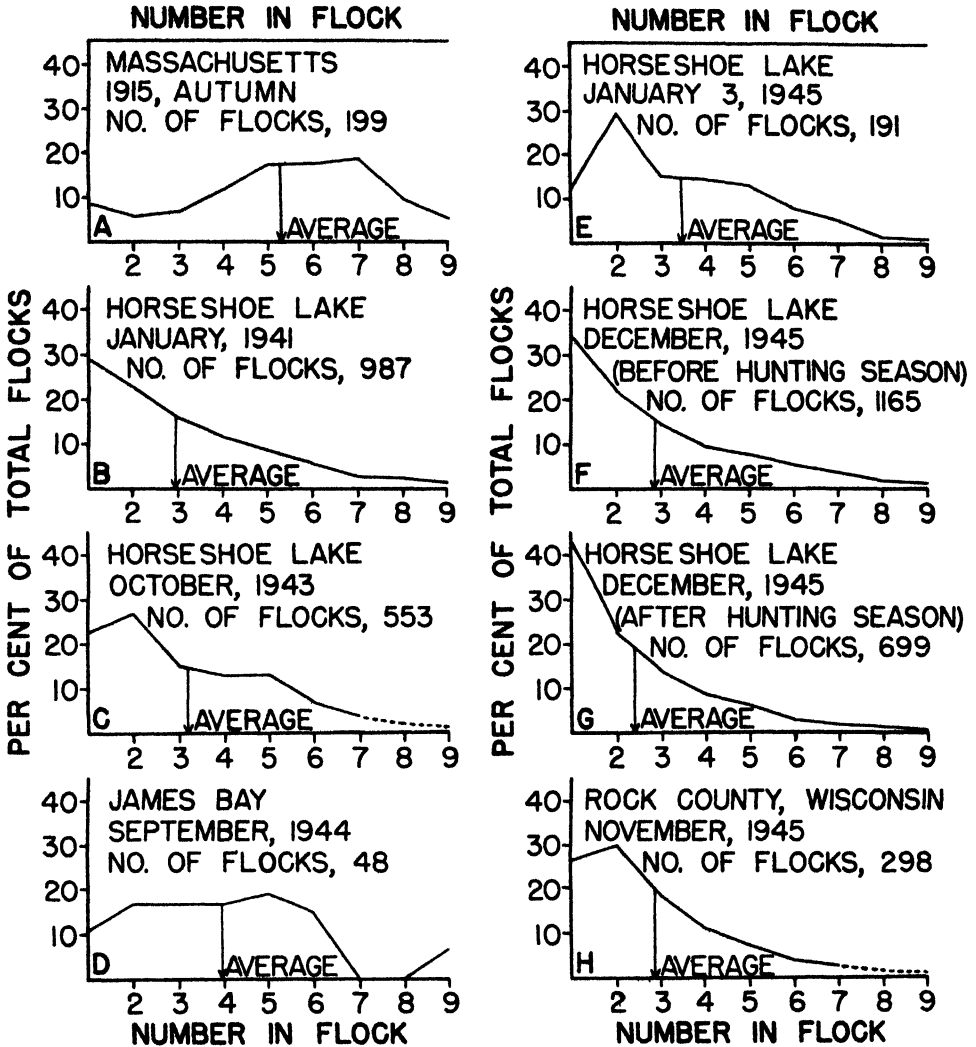 NUMBER IN FLOCK
40
30
20
10
MASSACHUSETTS
1915, AUTUMN
NO. OF FLOCKS, 199
A
AVERAGE
2 3 4 5 6 7 8 9
PER CENT OF TOTAL FLOCKS
40
30
20
10
HORSESHOE LAKE
JANUARY, 1941
NO. OF FLOCKS, 987
B
AVERAGE
2 3 4 5 6 7 8 9
40
30
20
10
HORSESHOE LAKE
OCTOBER, 1943
NO. OF FLOCKS, 553
C
AVERAGE
2 3 4 5 6 7 8 9
40
30
20
10
JAMES BAY
SEPTEMBER, 1944
NO. OF FLOCKS, 48
D
AVERAGE
2 3 4 5 6 7 8 9
NUMBER IN FLOCK
NUMBER IN FLOCK
40
30
20
10
HORSESHOE LAKE
JANUARY 3, 1945
NO. OF FLOCKS, 191
E
AVERAGE
2 3 4 5 6 7 8 9
PER CENT OF TOTAL FLOCKS
40
30
20
10
HORSESHOE LAKE
DECEMBER, 1945
(BEFORE HUNTING SEASON)
NO. OF FLOCKS, 1165
F
AVERAGE
2 3 4 5 6 7 8 9
40
30
20
10
HORSESHOE LAKE
DECEMBER, 1945
(AFTER HUNTING SEASON)
NO. OF FLOCKS, 699
G
AVERAGE
2 3 4 5 6 7 8 9
40
30
20
10
ROCK COUNTY, WISCONSIN
NOVEMBER, 1945
NO. OF FLOCKS, 298
H
AVERAGE
2 3 4 5 6 7 8 9
NUMBER IN FLOCK